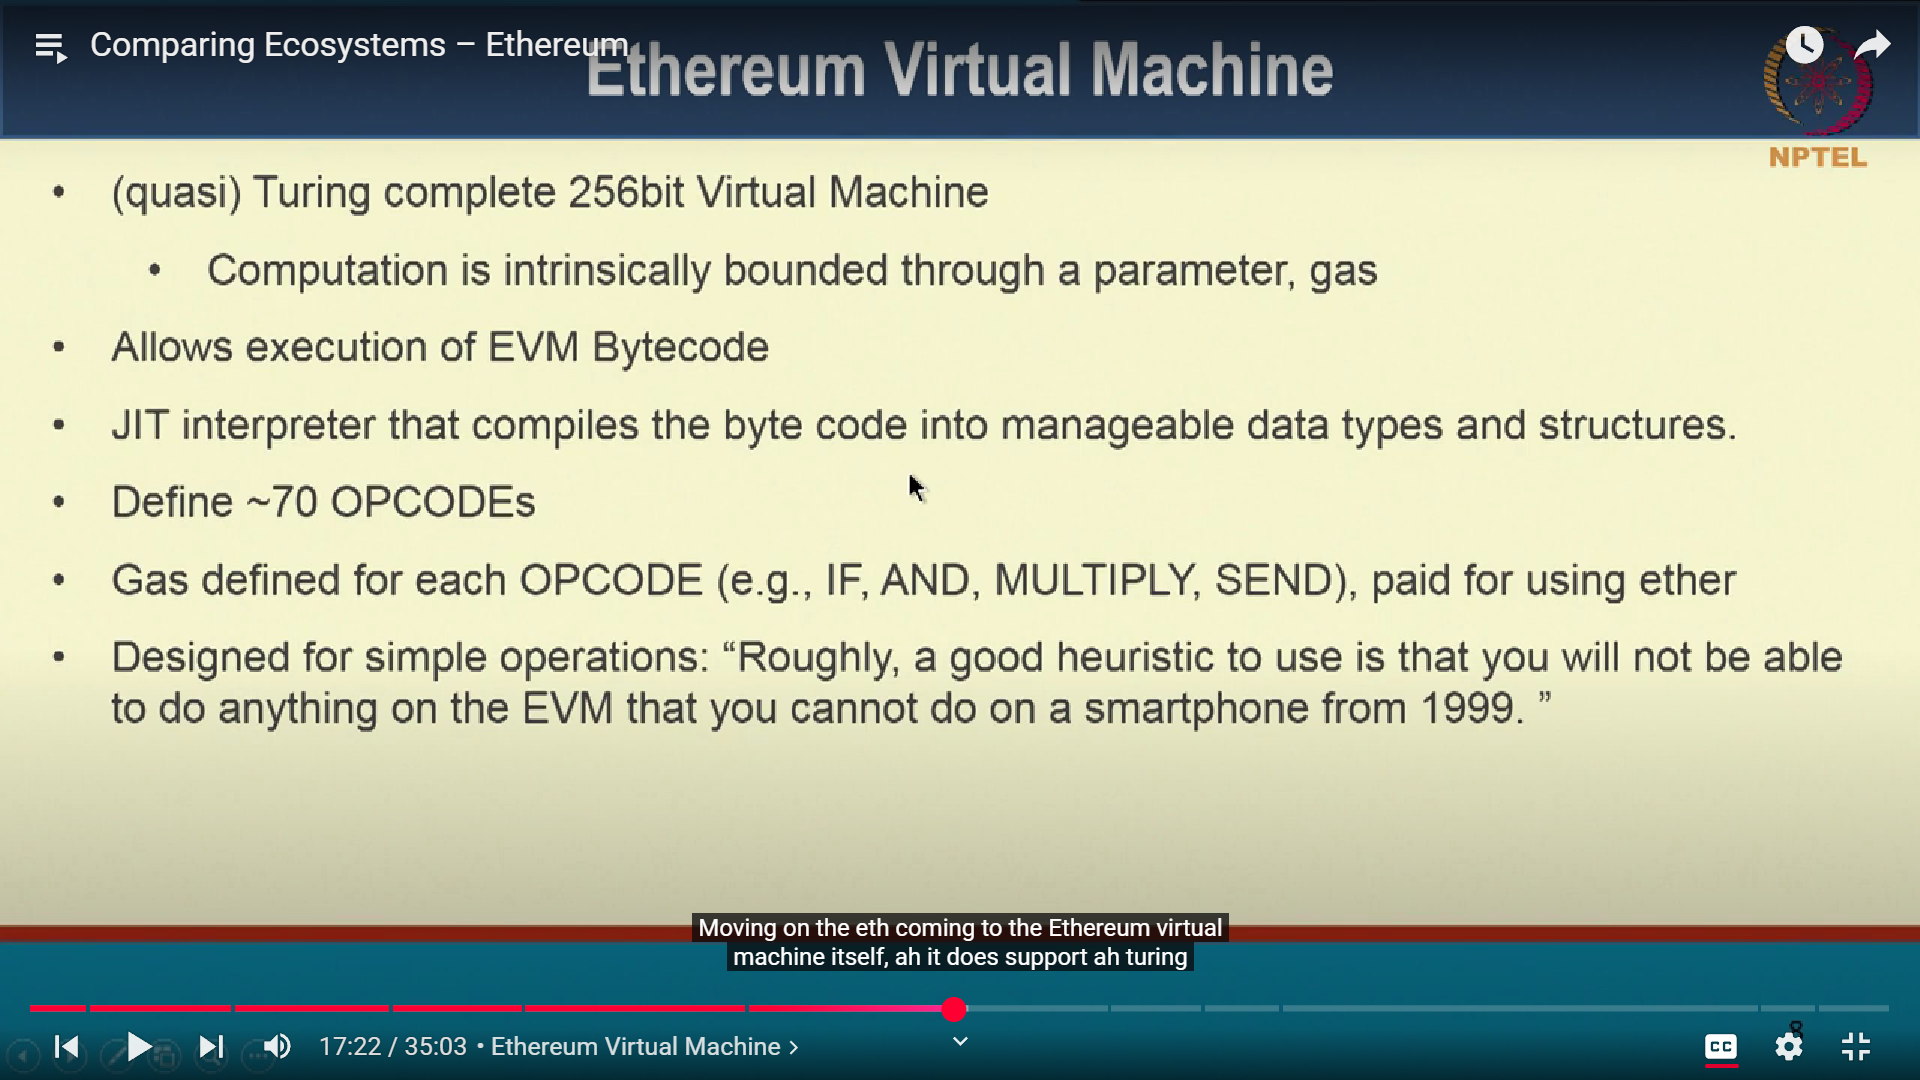 Comparing Ecosystems – Ethereum
Ethereum Virtual Machine
NPTEL
• (quasi) Turing complete 256bit Virtual Machine
• Computation is intrinsically bounded through a parameter, gas
• Allows execution of EVM Bytecode
• JIT interpreter that compiles the byte code into manageable data types and structures.
• Define ~70 OPCODEs
• Gas defined for each OPCODE (e.g., IF, AND, MULTIPLY, SEND), paid for using ether
• Designed for simple operations: “Roughly, a good heuristic to use is that you will not be able
to do anything on the EVM that you cannot do on a smartphone from 1999. ”
Moving on the eth coming to the Ethereum virtual
machine itself, ah it does support ah turing
8
17:22 / 35:03 • Ethereum Virtual Machine >
CC